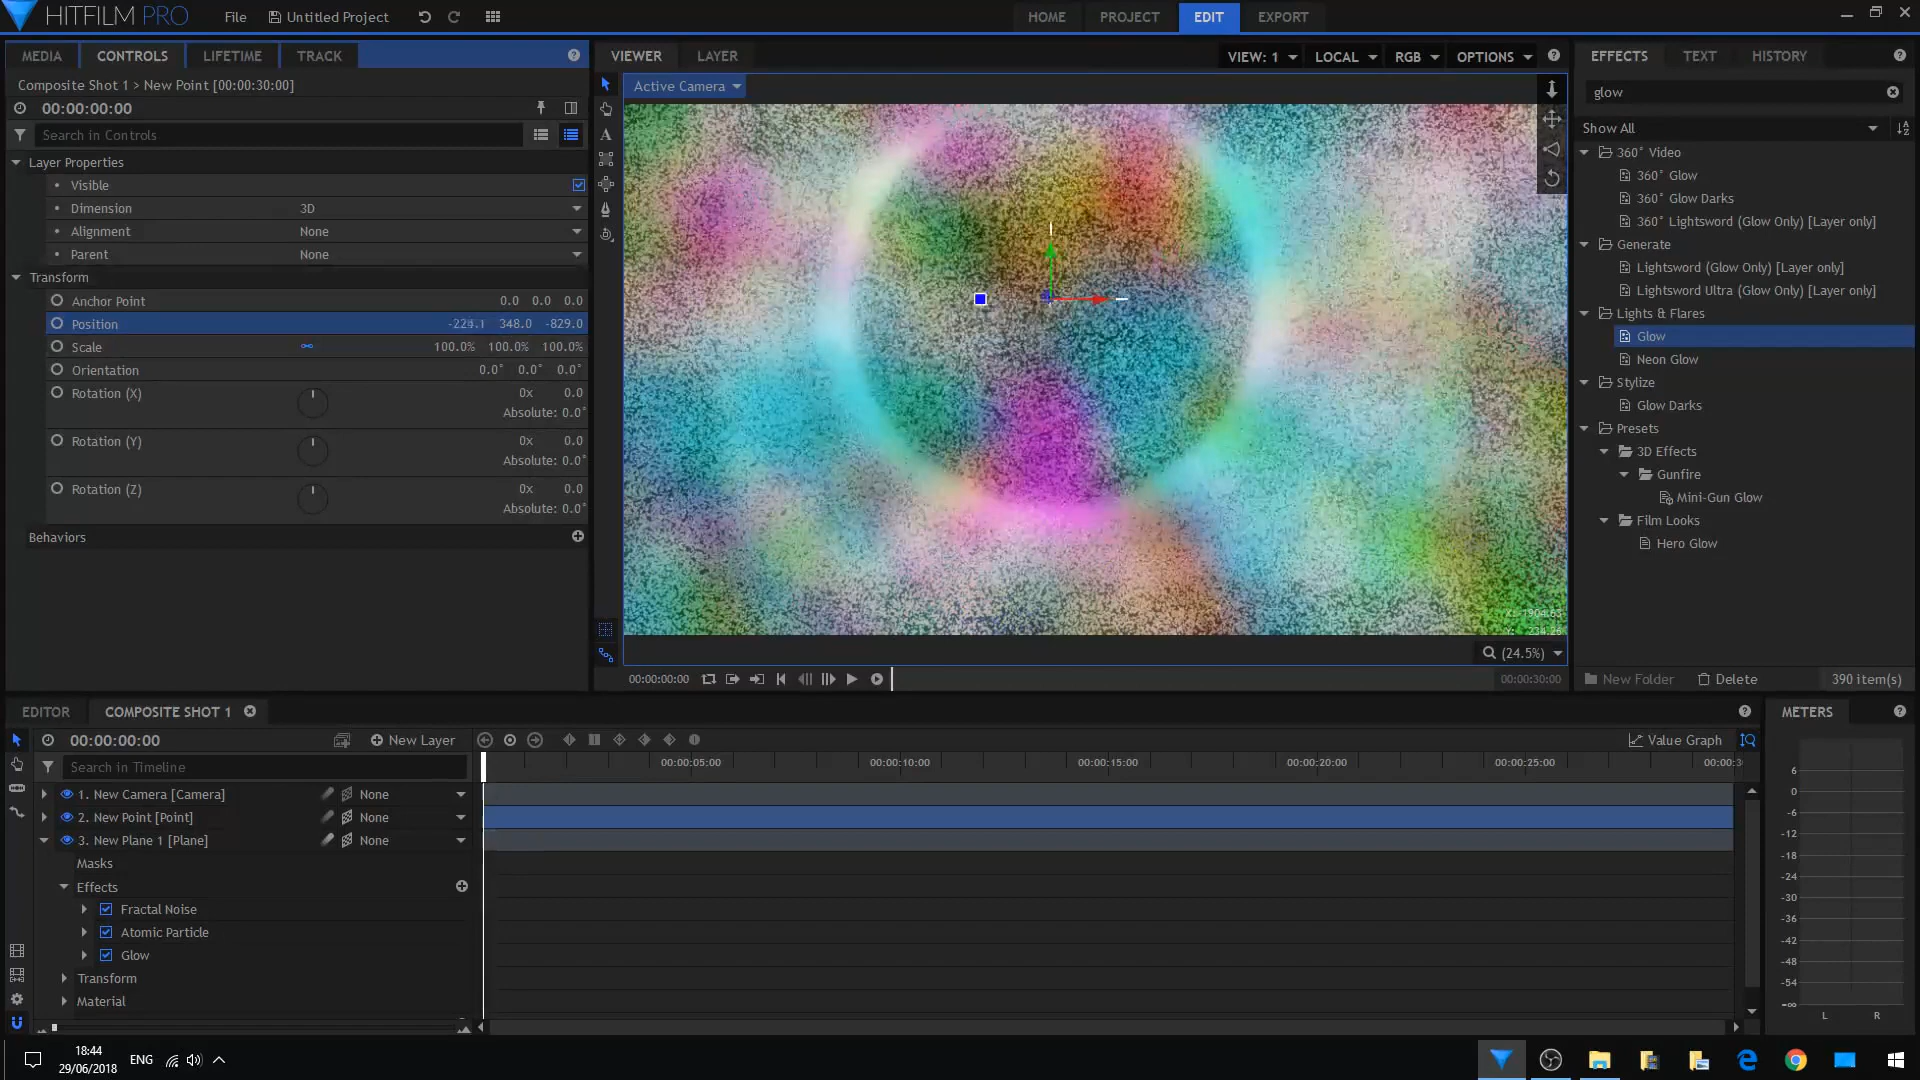 HITFILM PRO
File
Untitled Project
HOME
PROJECT
EDIT
EXPORT
MEDIA
CONTROLS
LIFETIME
TRACK
Composite Shot 1 > New Point [00:00:30:00]
00:00:00:00
Search in Controls
Layer Properties
Visible
Dimension
3D
Alignment
None
Parent
None
Transform
Anchor Point
0.0 0.0 0.0
Position
348.0 -829.0
Scale
100.0% 100.0% 100.0%
Orientation
0.0° 0.0° 0.0°
Rotation (X)
0x 0.0
Absolute: 0.0°
Rotation (Y)
0x 0.0
Absolute: 0.0°
Rotation (Z)
0x 0.0
Absolute: 0.0°
Behaviors
VIEWER
LAYER
VIEW: 1
LOCAL
RGB
OPTIONS
Active Camera
X: -1904.63
Y: 234.26
(24.5%)
00:00:00:00
00:00:30:00
EFFECTS
TEXT
HISTORY
glow
Show All
360° Video
360° Glow
360° Glow Darks
360° Lightsword (Glow Only) [Layer only]
Generate
Lightsword (Glow Only) [Layer only]
Lightsword Ultra (Glow Only) [Layer only]
Lights & Flares
Glow
Neon Glow
Stylize
Glow Darks
Presets
3D Effects
Gunfire
Mini-Gun Glow
Film Looks
Hero Glow
New Folder
Delete
390 item(s)
EDITOR
COMPOSITE SHOT 1
00:00:00:00
New Layer
Value Graph
Search in Timeline
00:00:05:00
00:00:10:00
00:00:15:00
00:00:20:00
00:00:25:00
00:00:3
1. New Camera [Camera]
None
2. New Point [Point]
None
3. New Plane 1 [Plane]
None
Masks
Effects
Fractal Noise
Atomic Particle
Glow
Transform
Material
METERS
6
0
-6
-12
-18
-24
-30
-36
-42
-48
-54
-∞
L
R
18:44
29/06/2018
ENG